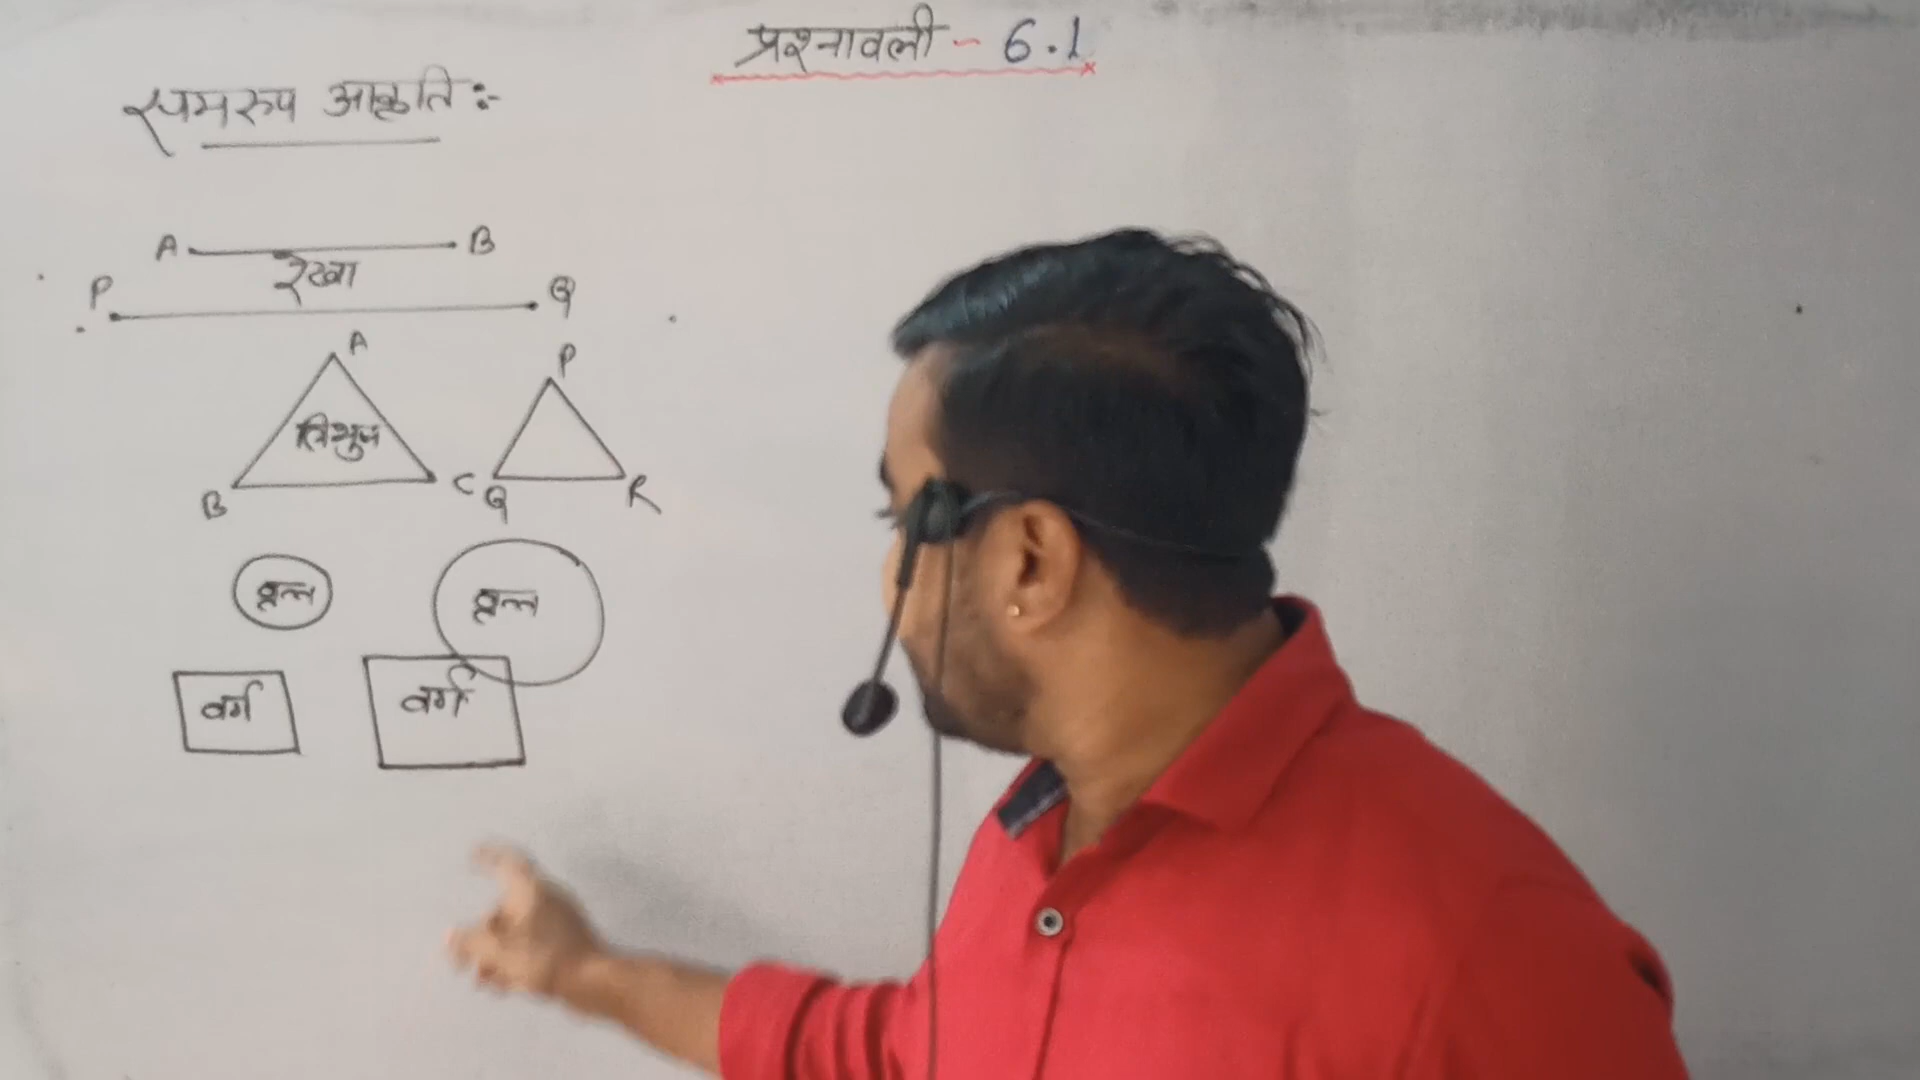 प्रश्नावली - 6.1
समरुप आकृति :-
A B
रेखा
P Q
A P
त्रिभुज
B C Q R
वृत्त वृत्त
वर्ग वर्ग